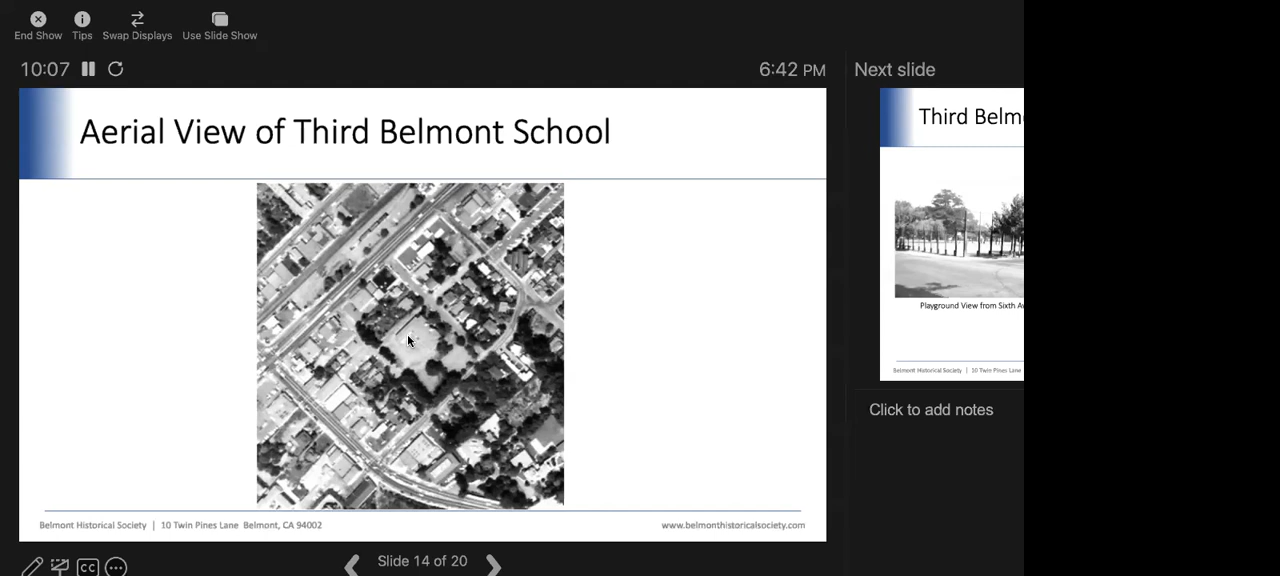 End Show
Tips
Swap Displays
Use Slide Show
10:07
6:42 PM
Next slide
Aerial View of Third Belmont School
Belmont Historical Society | 10 Twin Pines Lane Belmont, CA 94002
www.belmonthistoricalsociety.com
Third Belm
Playground View from Sixth Av
Belmont Historical Society | 10 Twin Pines Lane
Click to add notes
CC
Slide 14 of 20